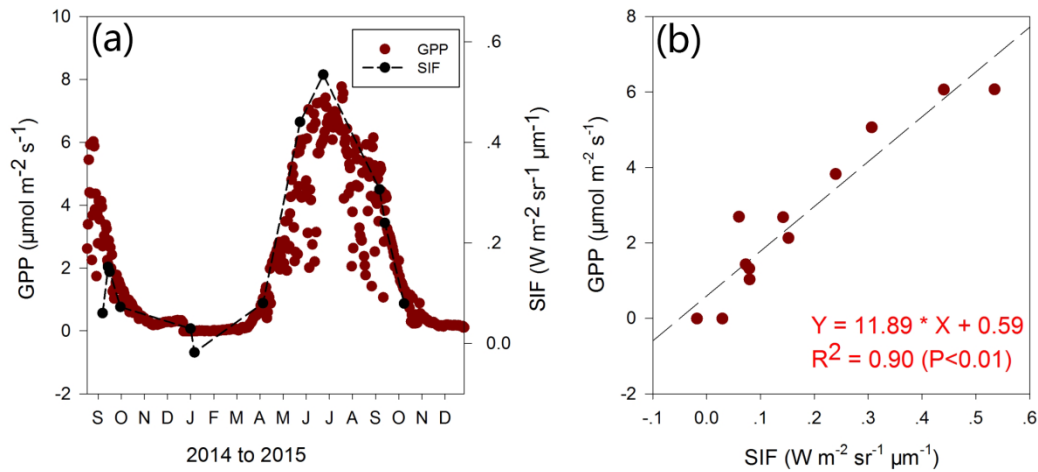 (a)
GPP
SIF
10
8
6
4
2
0
-2
GPP (µmol m⁻² s⁻¹)
.6
.4
.2
0.0
SIF (W m⁻² sr⁻¹ µm⁻¹)
S O N D J F M A M J J A S O N D
2014 to 2015
(b)
8
6
4
2
0
-2
GPP (µmol m⁻² s⁻¹)
Y = 11.89 * X + 0.59
R² = 0.90 (P<0.01)
-.1 0.0 .1 .2 .3 .4 .5 .6
SIF (W m⁻² sr⁻¹ µm⁻¹)